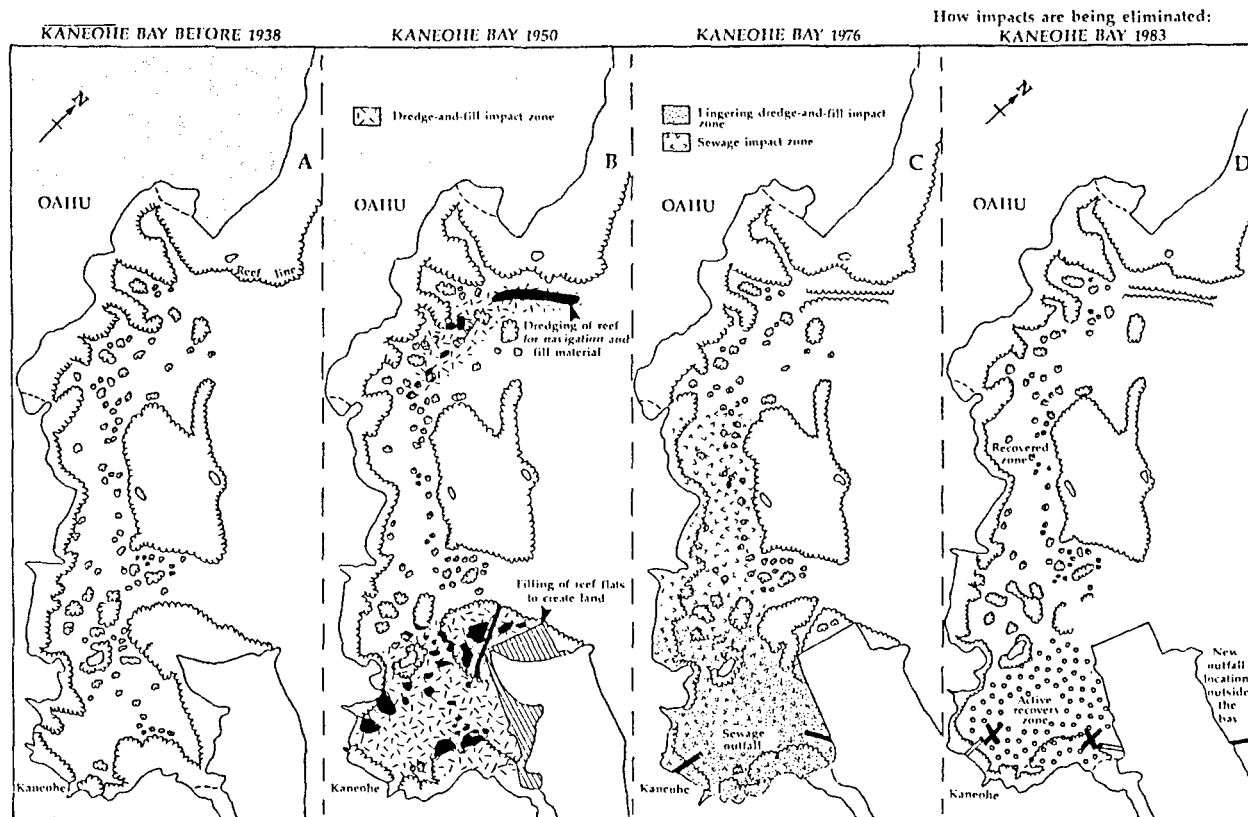 KANEOHE BAY BEFORE 1938
N
A
OAHU
Reef line
Kaneohe
KANEOHE BAY 1950
Dredge-and-fill impact zone
B
OAHU
Dredging of reef
for navigation and
fill material
Filling of reef flats
to create land
Kaneohe
KANEOHE BAY 1976
Lingering dredge-and-fill impact
zone
Sewage impact zone
C
OAHU
Sewage
outfall
Kaneohe
How impacts are being eliminated:
KANEOHE BAY 1983
N
D
OAHU
Recovered
zone
Active
recovery
zone
New
outfall
location
outside
the
bay
Kaneohe